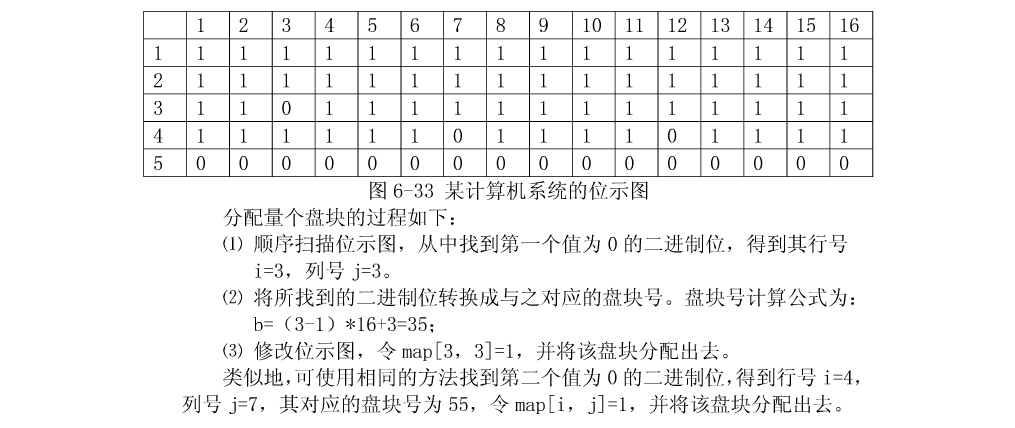 1 2 3 4 5 6 7 8 9 10 11 12 13 14 15 16
1 1 1 1 1 1 1 1 1 1 1 1 1 1 1 1 1
2 1 1 1 1 1 1 1 1 1 1 1 1 1 1 1 1
3 1 1 0 1 1 1 1 1 1 1 1 1 1 1 1 1
4 1 1 1 1 1 1 0 1 1 1 1 0 1 1 1 1
5 0 0 0 0 0 0 0 0 0 0 0 0 0 0 0 0
图 6-33 某计算机系统的位示图
分配量个盘块的过程如下：
⑴ 顺序扫描位示图，从中找到第一个值为 0 的二进制位，得到其行号
i=3，列号 j=3。
⑵ 将所找到的二进制位转换成与之对应的盘块号。盘块号计算公式为：
b=（3-1）*16+3=35；
⑶ 修改位示图，令 map[3，3]=1，并将该盘块分配出去。
类似地，可使用相同的方法找到第二个值为 0 的二进制位，得到行号 i=4，
列号 j=7，其对应的盘块号为 55，令 map[i，j]=1，并将该盘块分配出去。